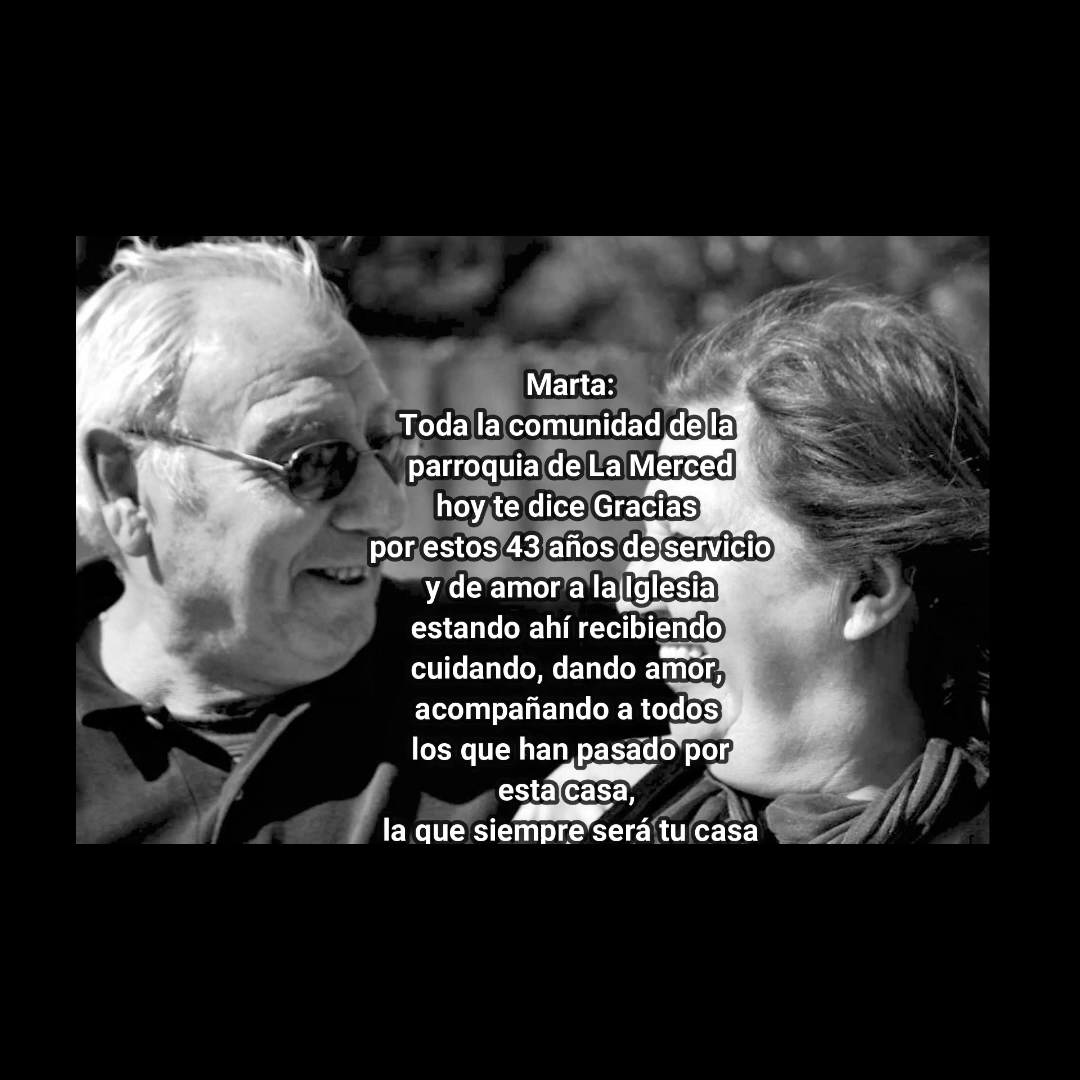 Marta:
Toda la comunidad de la
parroquia de La Merced
hoy te dice Gracias
por estos 43 años de servicio
y de amor a la Iglesia
estando ahí recibiendo
cuidando, dando amor,
acompañando a todos
los que han pasado por
esta casa,
la que siempre será tu casa